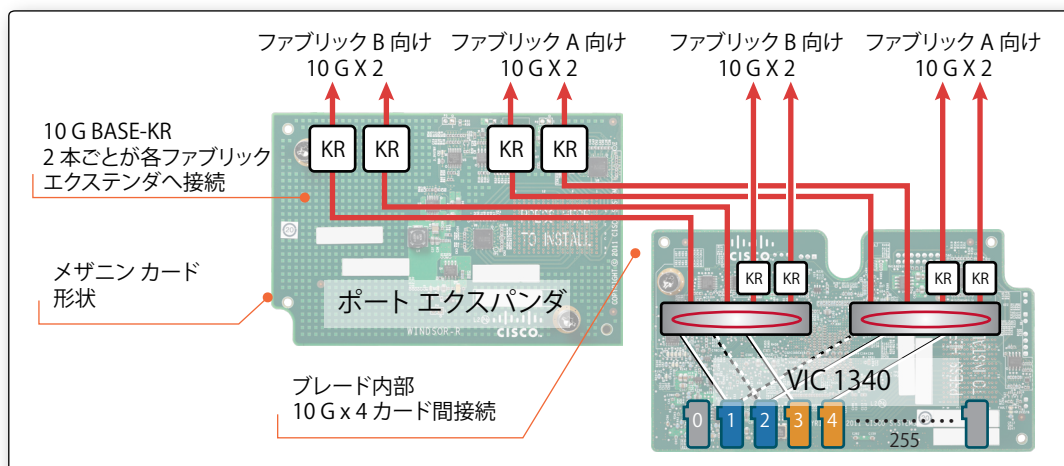 ファブリック B 向け
10 G X 2
ファブリック A 向け
10 G X 2
ファブリック B 向け
10 G X 2
ファブリック A 向け
10 G X 2
10 G BASE-KR
2 本ごとが各ファブリック
エクステンダへ接続
KR
KR
KR
KR
TO INSTALL
メザニン カード
形状
ポート エクスパンダ
WINDSOR-R
CISCO
ブレード内部
10 G x 4 カード間接続
CISCO
KR
KR
KR
KR
VIC 1340
TO INSTAL
0
1
2
3
4
255